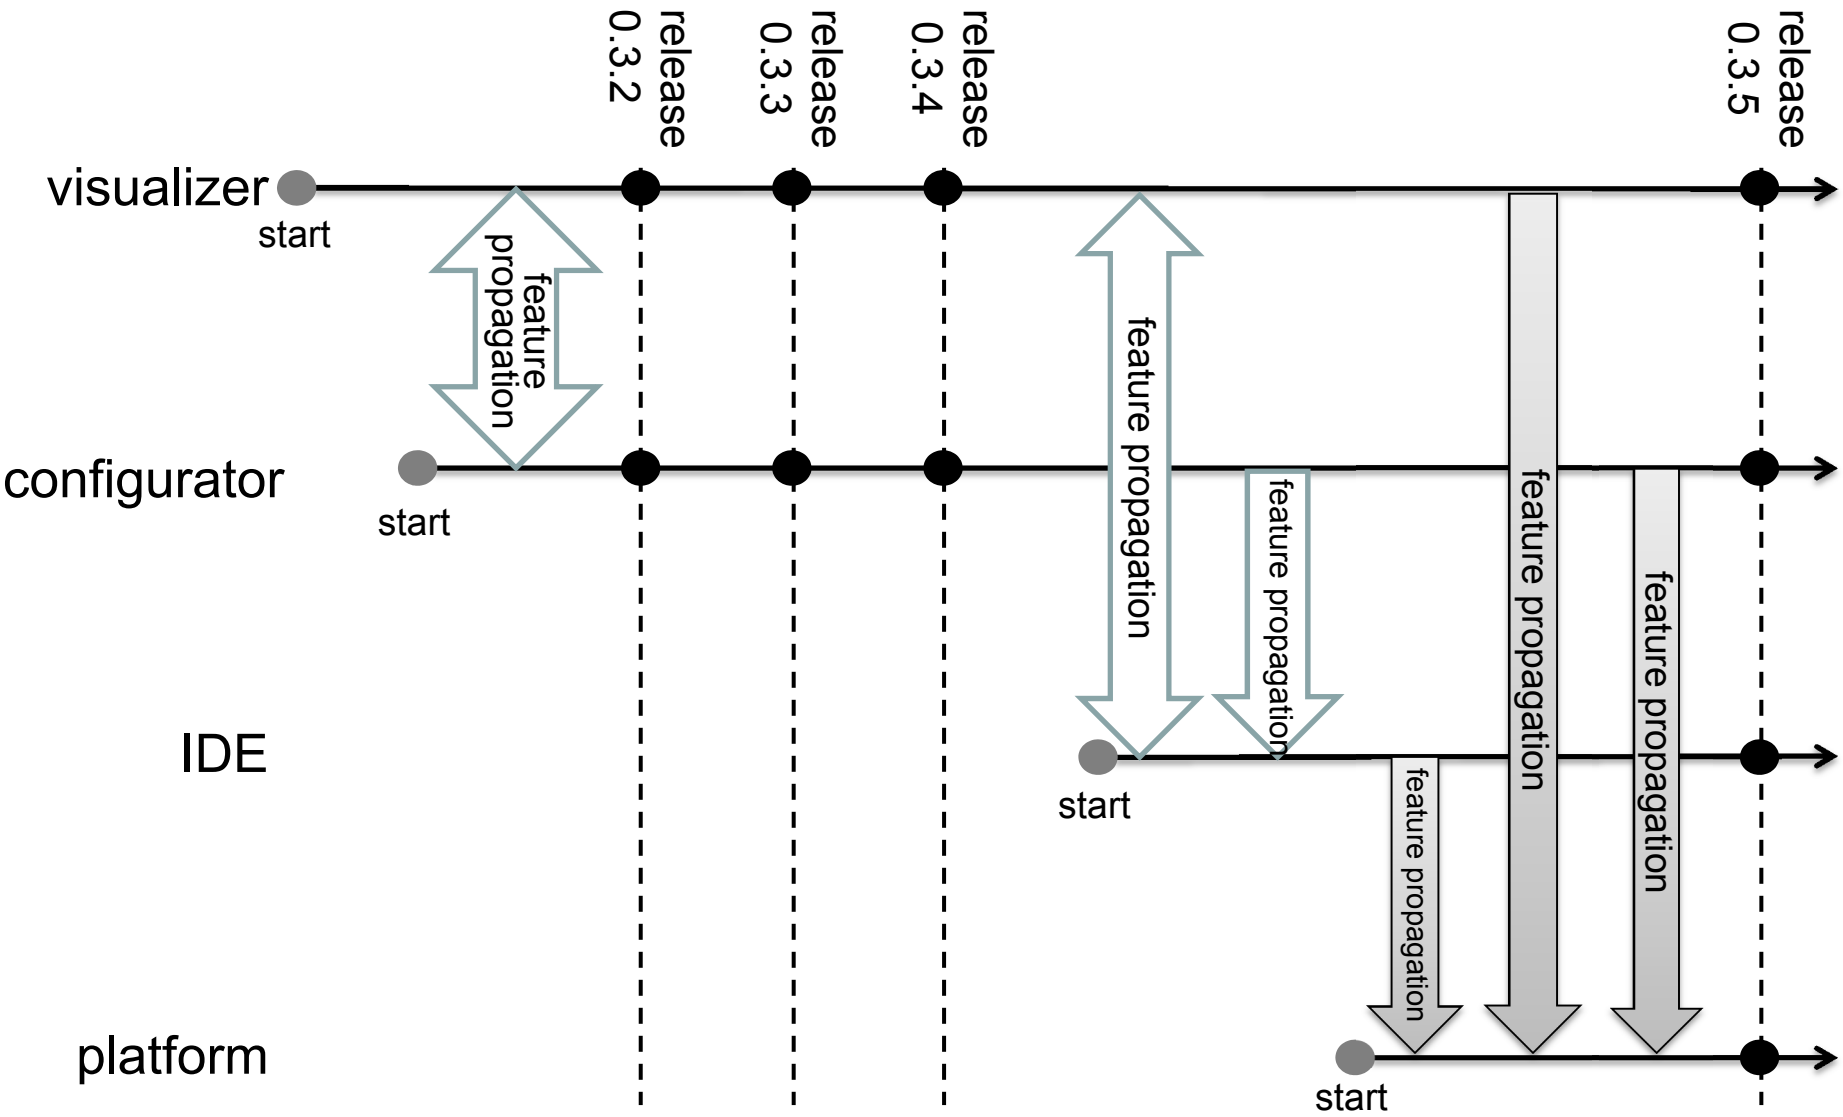 release
0.3.2
release
0.3.3
release
0.3.4
release
0.3.5
visualizer
start
feature
propagation
configurator
start
feature propagation
feature propagation
feature propagation
feature propagation
IDE
start
feature propagation
platform
start